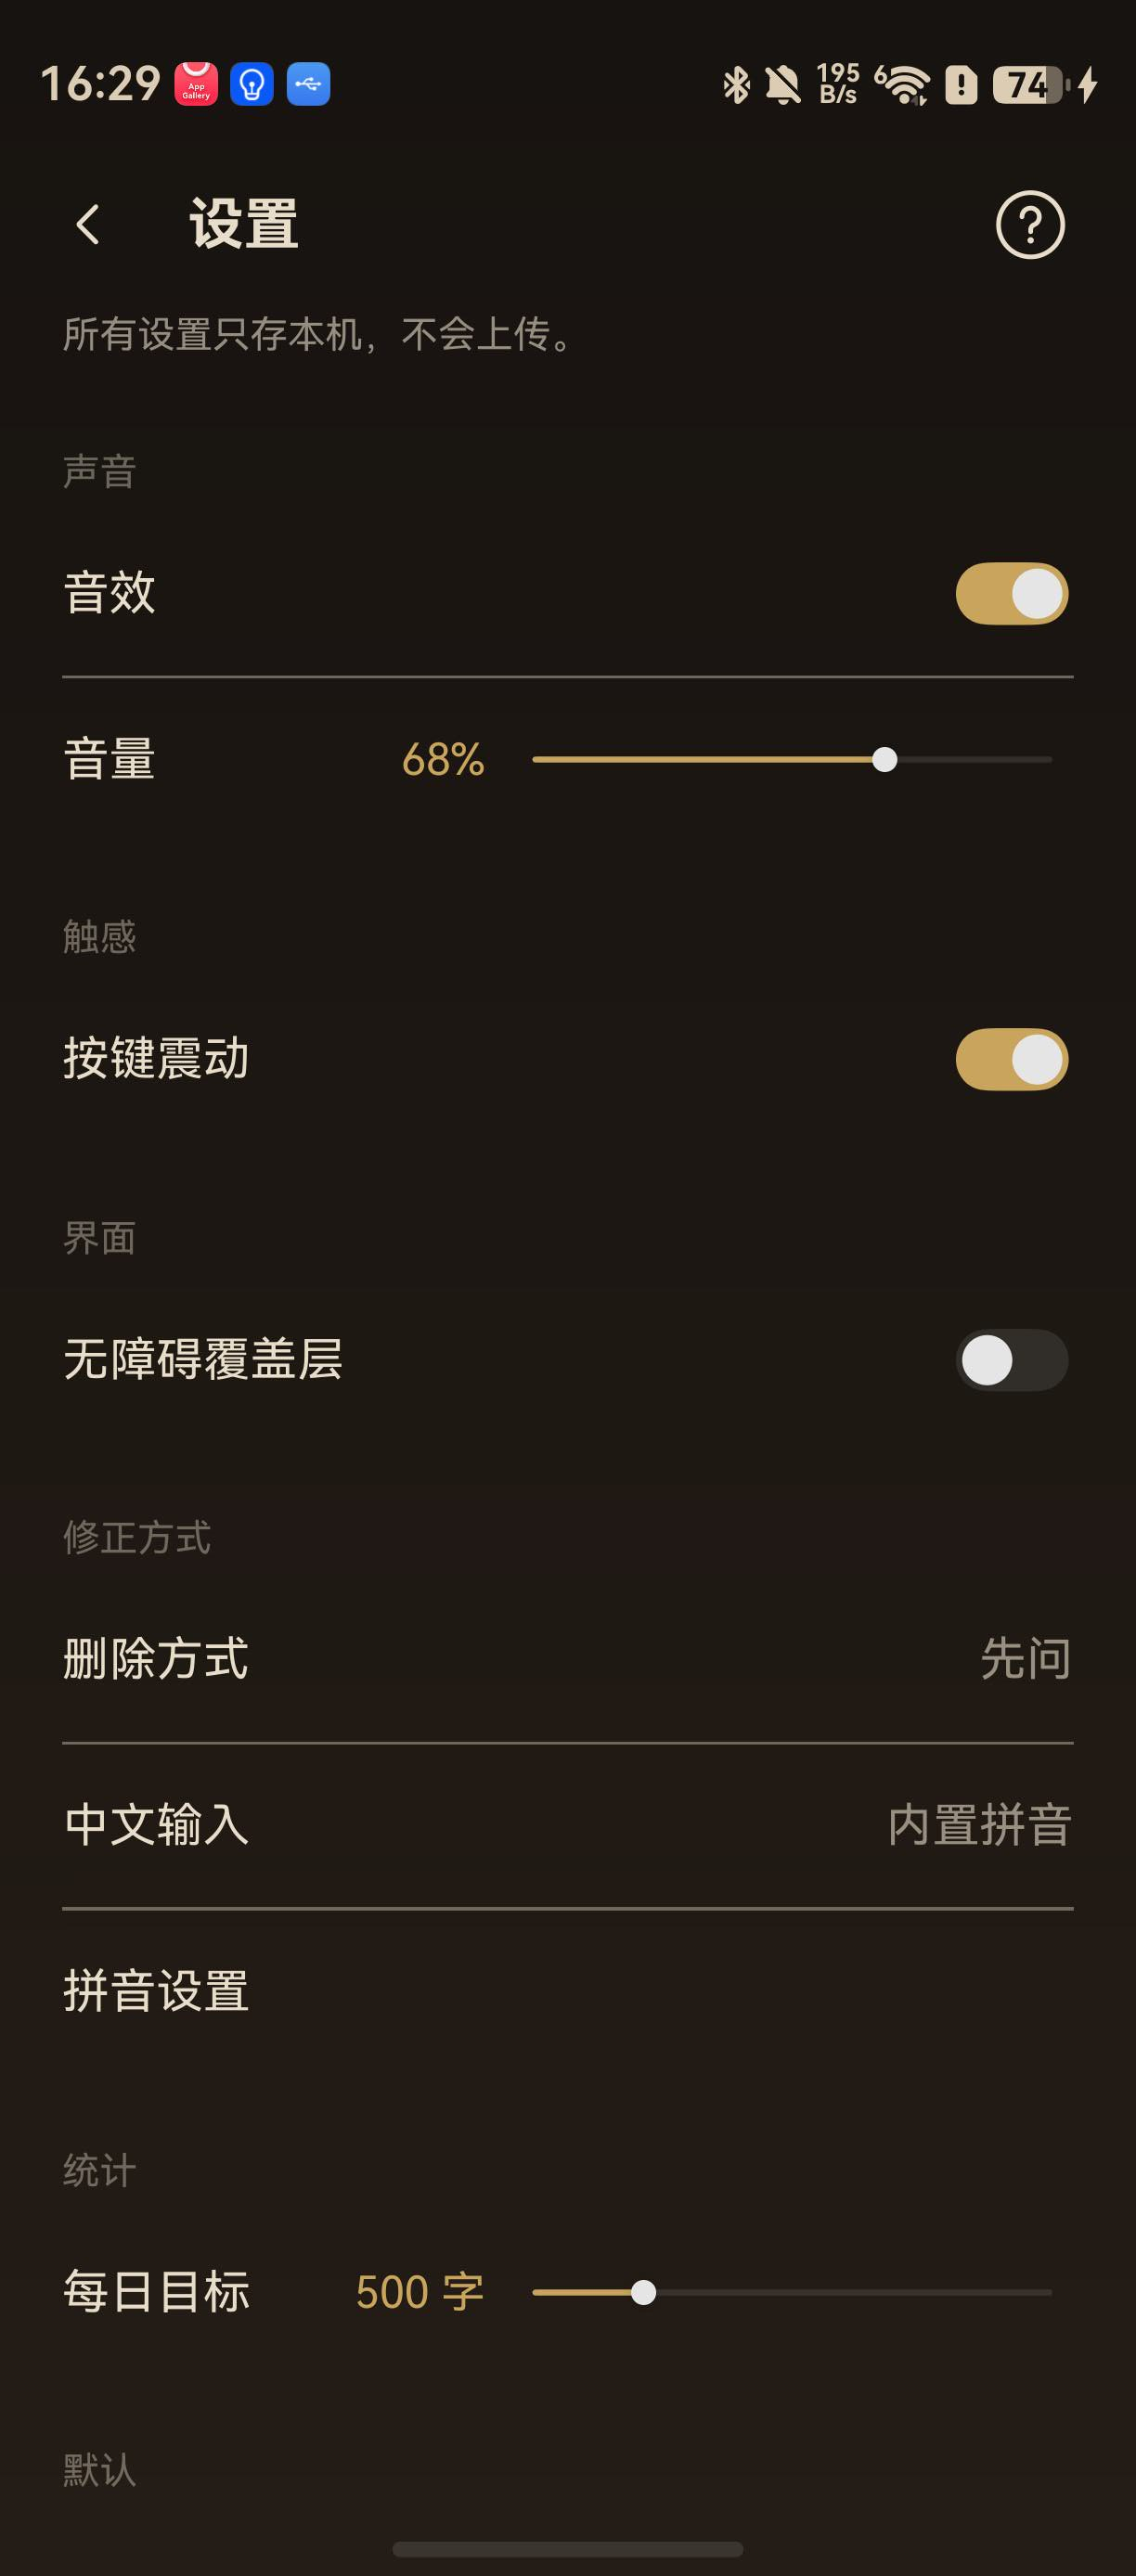 16:29
App
Gallery
195
B/s
6
74
设置
所有设置只存本机，不会上传。
声音
音效
音量 68%
触感
按键震动
界面
无障碍覆盖层
修正方式
删除方式 先问
中文输入 内置拼音
拼音设置
统计
每日目标 500 字
默认